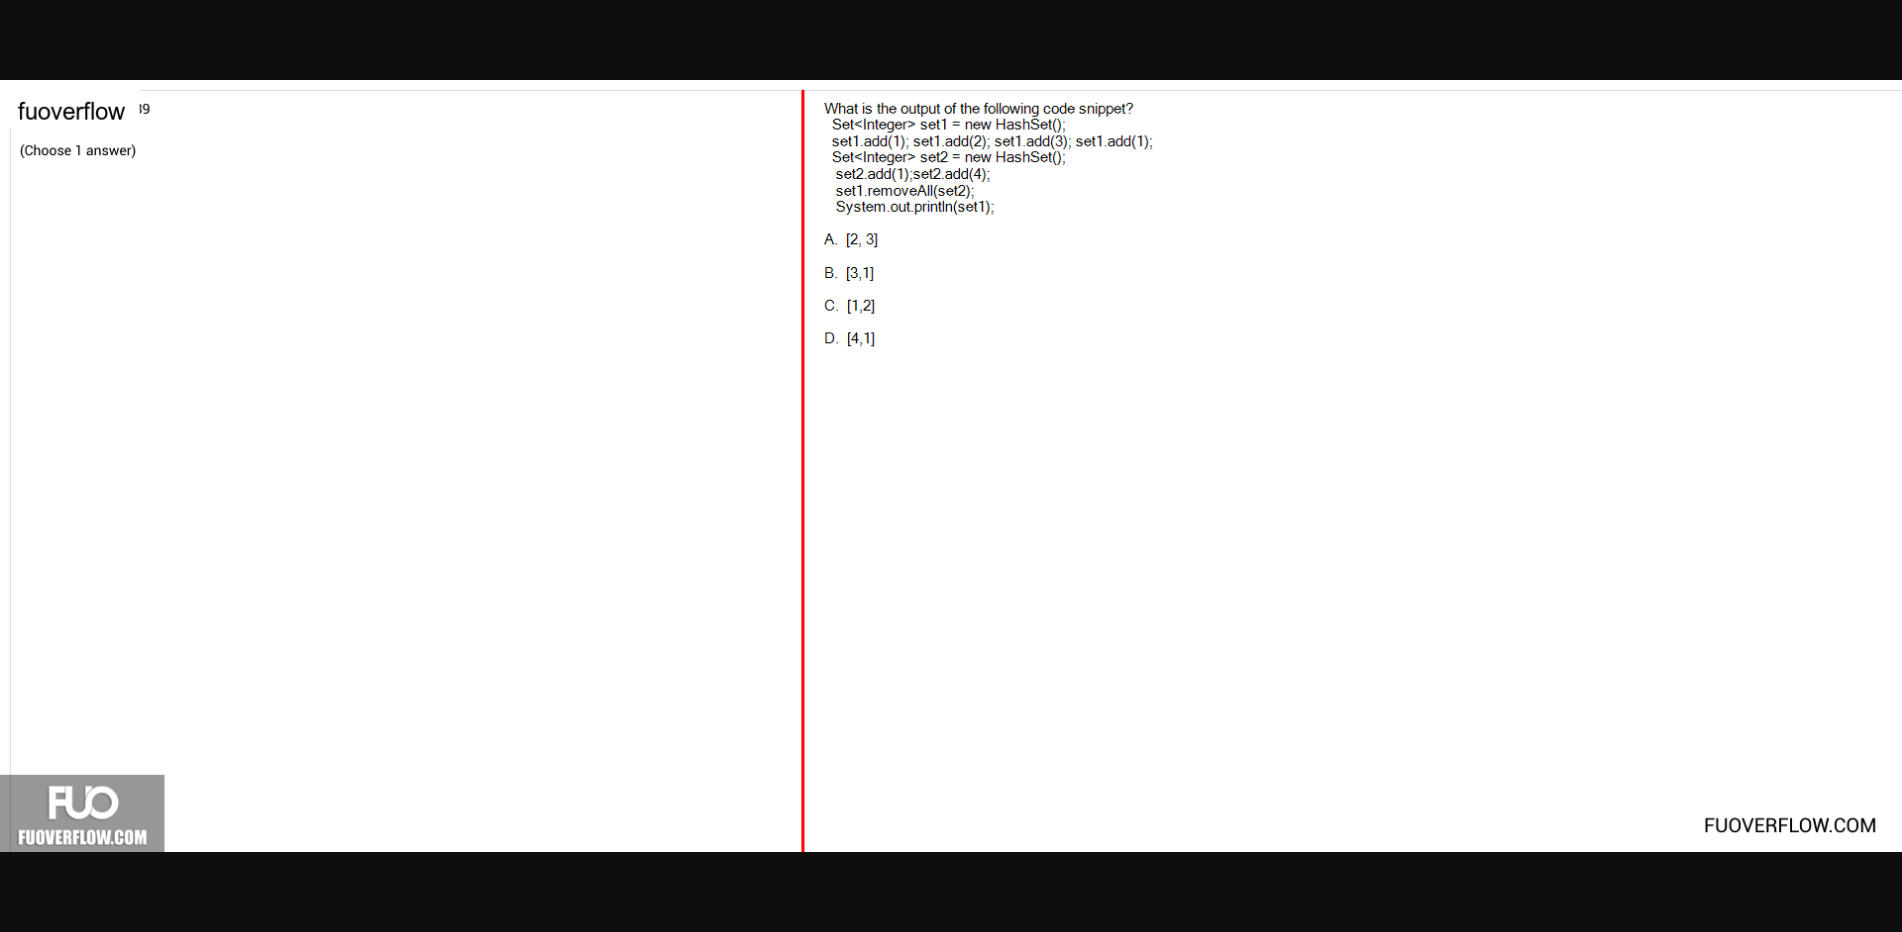 fuoverflow 39
(Choose 1 answer)
What is the output of the following code snippet?
Set<Integer> set1 = new HashSet();
set1.add(1); set1.add(2); set1.add(3); set1.add(1);
Set<Integer> set2 = new HashSet();
set2.add(1);set2.add(4);
set1.removeAll(set2);
System.out.println(set1);
A. [2, 3]
B. [3,1]
C. [1,2]
D. [4,1]
FUO
FUOVERFLOW.COM
FUOVERFLOW.COM